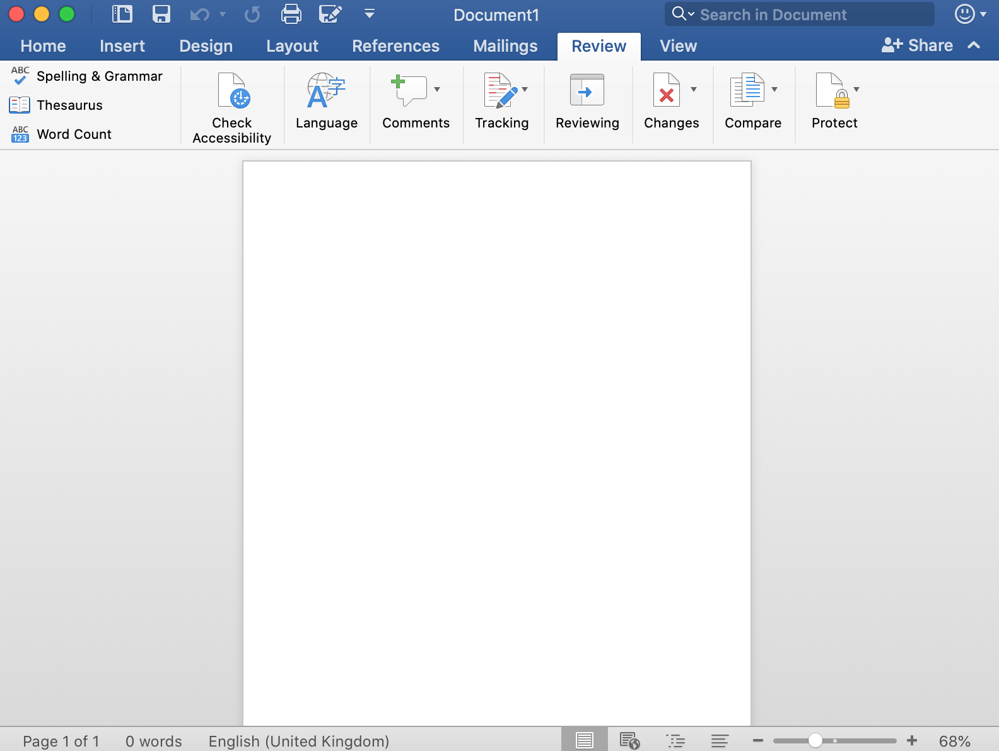 Document1
Search in Document
Home
Insert
Design
Layout
References
Mailings
Review
View
Share
ABC
Spelling & Grammar
Thesaurus
ABC
123
Word Count
Check
Accessibility
A字
Language
Comments
Tracking
Reviewing
Changes
Compare
Protect
Page 1 of 1
0 words
English (United Kingdom)
68%